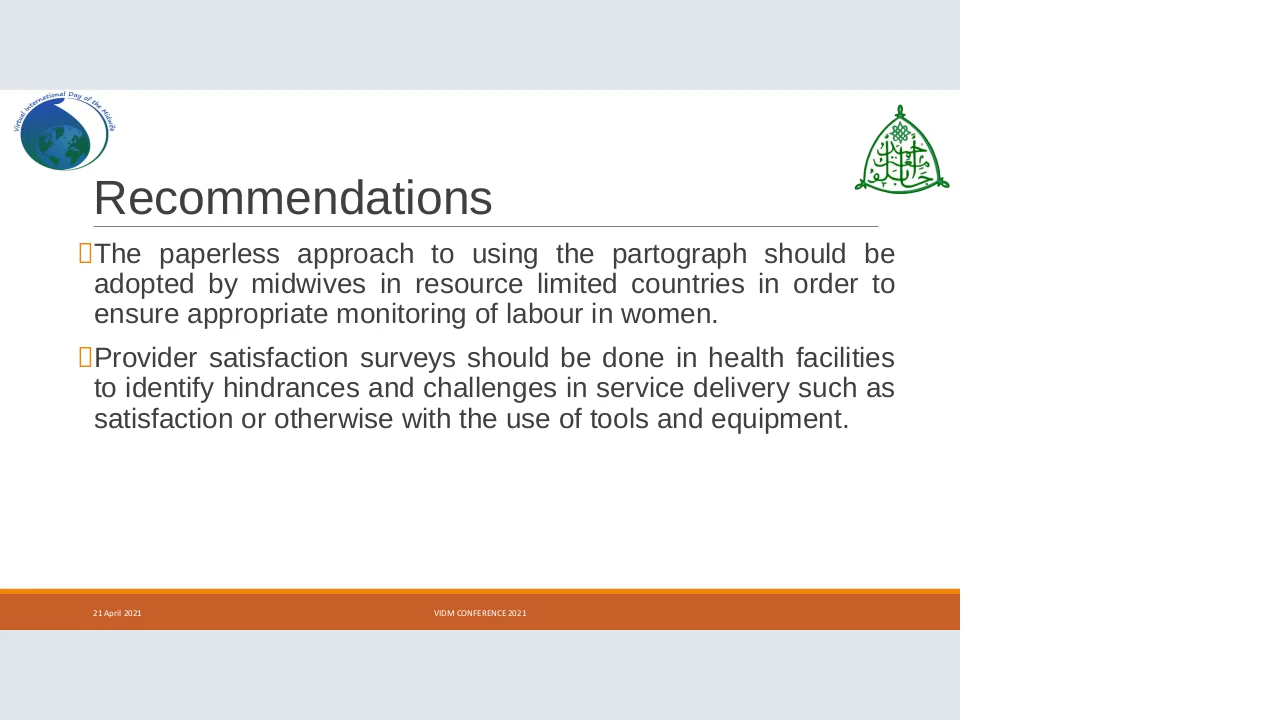 Virtual International Day of the Midwife
Recommendations
The paperless approach to using the partograph should be
adopted by midwives in resource limited countries in order to
ensure appropriate monitoring of labour in women.
Provider satisfaction surveys should be done in health facilities
to identify hindrances and challenges in service delivery such as
satisfaction or otherwise with the use of tools and equipment.
21 April 2021
VIDM CONFERENCE 2021